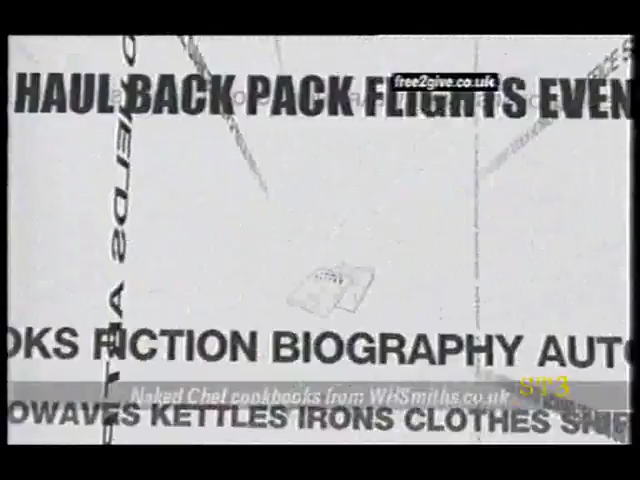 free2give.co.uk
HAUL BACK PACK FLIGHTS EVEN
OKS FICTION BIOGRAPHY AUTO
Naked Chef cookbooks from WHSmiths.co.uk
ST3
OWAVES KETTLES IRONS CLOTHES